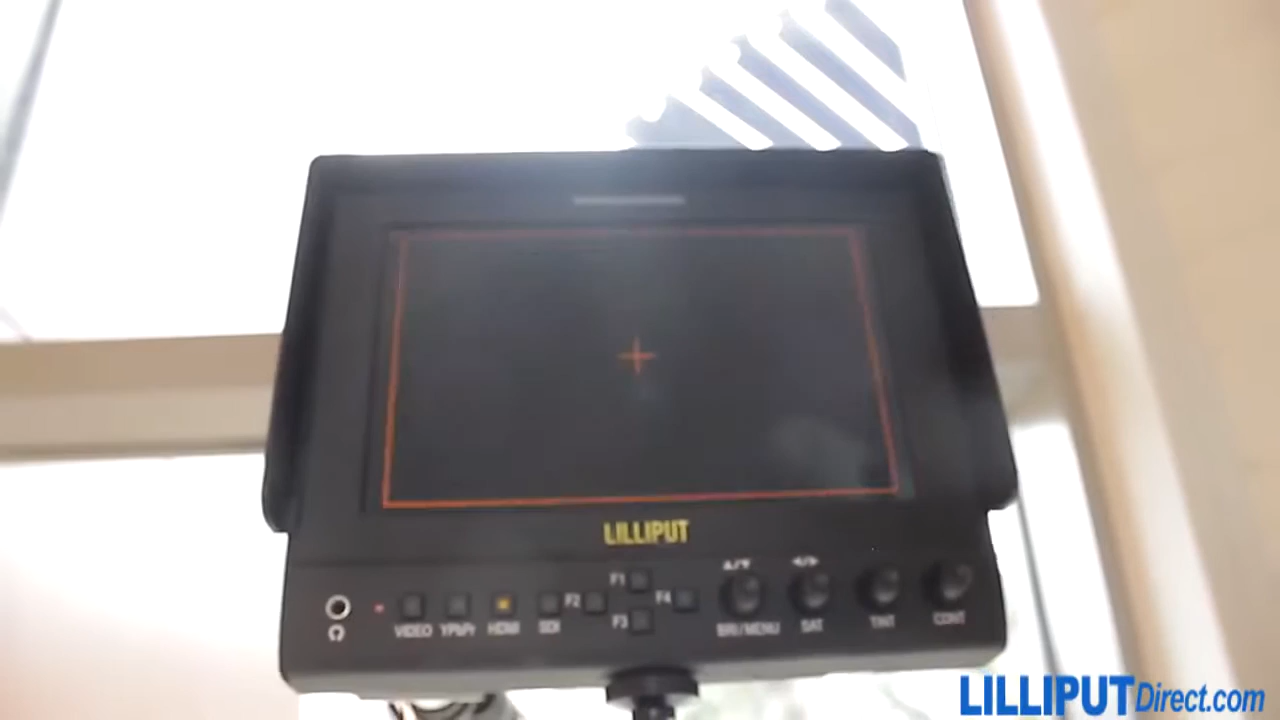 LILLIPUT
F1
F2
F4
F3
VIDEO YPbPr HDMI SDI
BRI/MENU SAT TINT CONT
LILLIPUTDirect.com